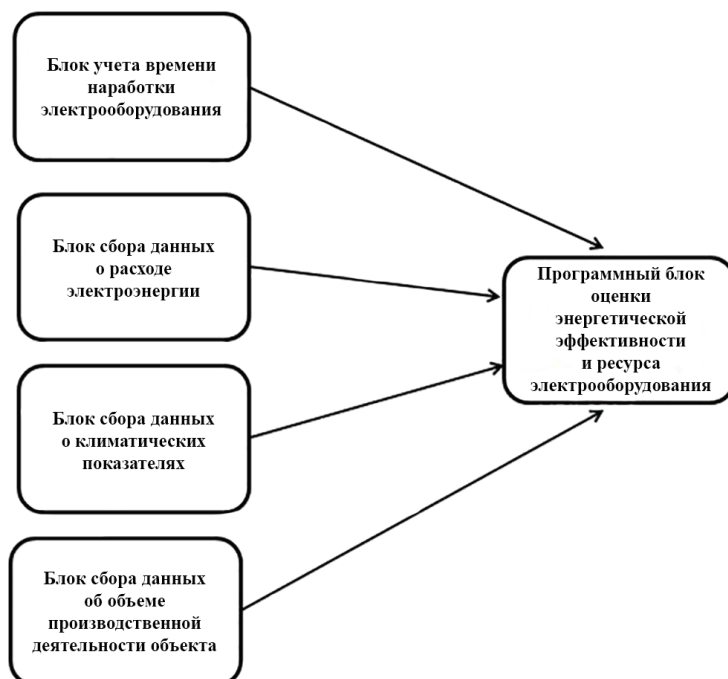 Блок учета времени
наработки
электрооборудования
Блок сбора данных
о расходе
электроэнергии
Блок сбора данных
о климатических
показателях
Блок сбора данных
об объеме
производственной
деятельности объекта
Программный блок
оценки
энергетической
эффективности
и ресурса
электрооборудования